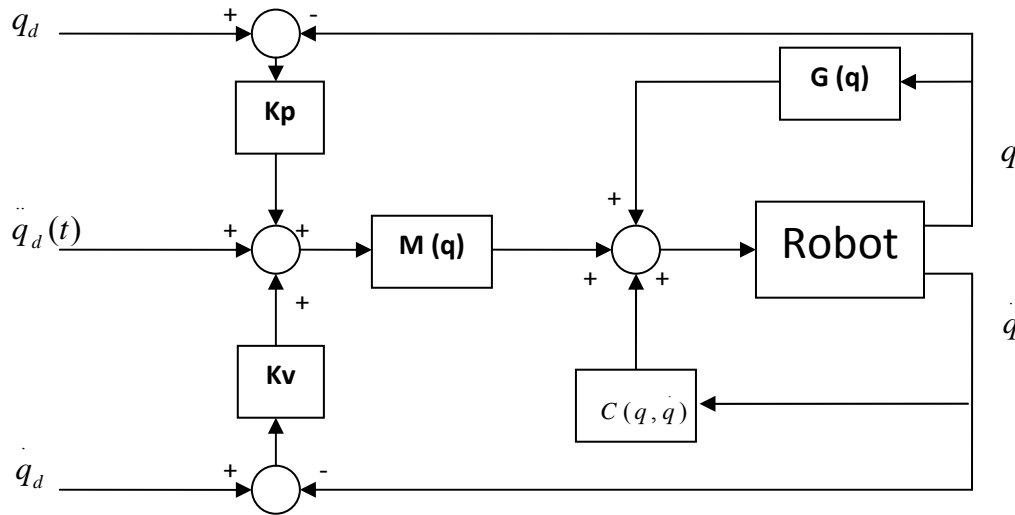 q_d
+
-
G (q)
Kp
q
+
q̈_d(t)
+
+
M (q)
+
+
Robot
+
q̇
Kv
C(q, q̇)
+
-
q̇_d